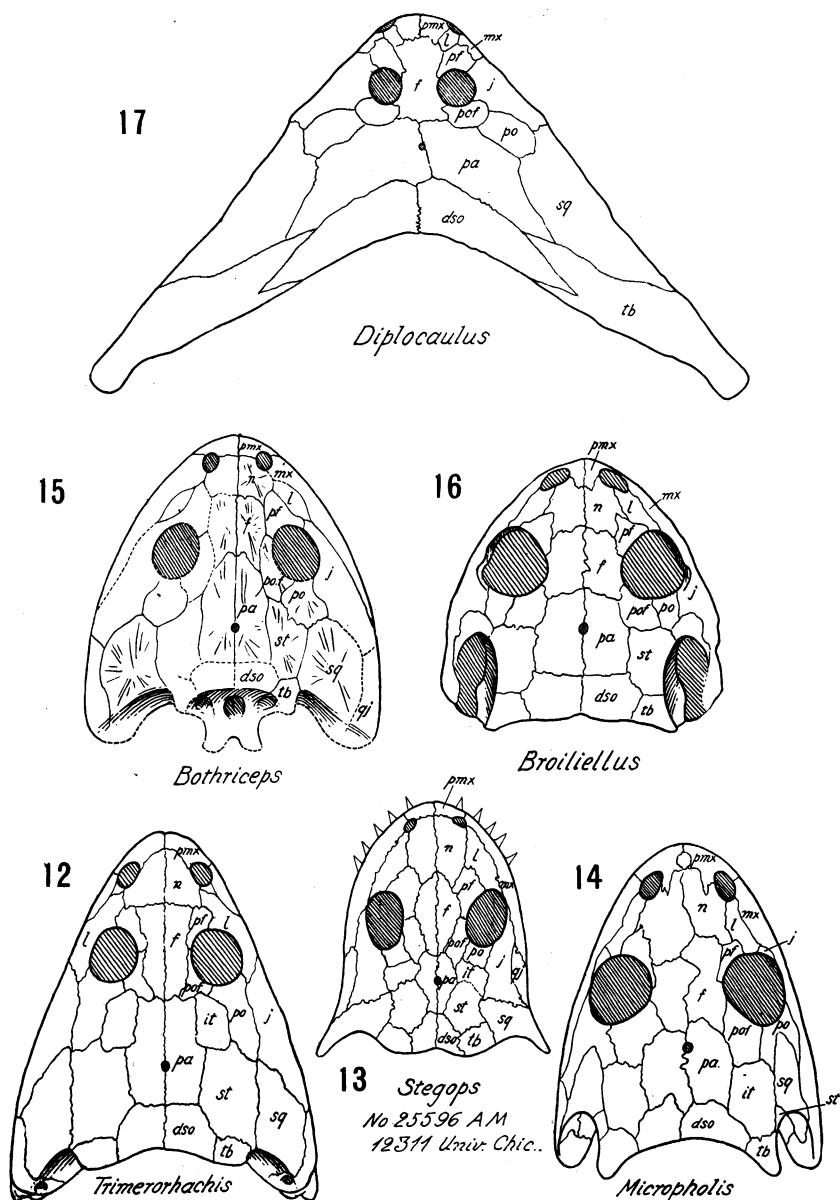 17
pmx
l
mx
pf
f
j
pof
po
pa
sq
dso
tb
Diplocaulus
15
pmx
n
mx
l
f
pf
j
po.f
po
pa
st
dso
sq
tb
qj
Bothriceps
16
pmx
mx
n
l
pf
f
j
pof
po
pa
st
dso
tb
Broiliellus
12
pmx
n
pf
l
l
f
pof
it
po
j
pa
st
sq
dso
tb
Trimerorhachis
13
pmx
n
l
pf
mx
f
pof
po
it
j
qj
pa
st
sq
dso
tb
Stegops
No 25596 AM
12311 Univ. Chic..
14
pmx
n
mx
l
j
pf
f
pof
po
pa.
it
sq
st
dso
tb
Micropholis